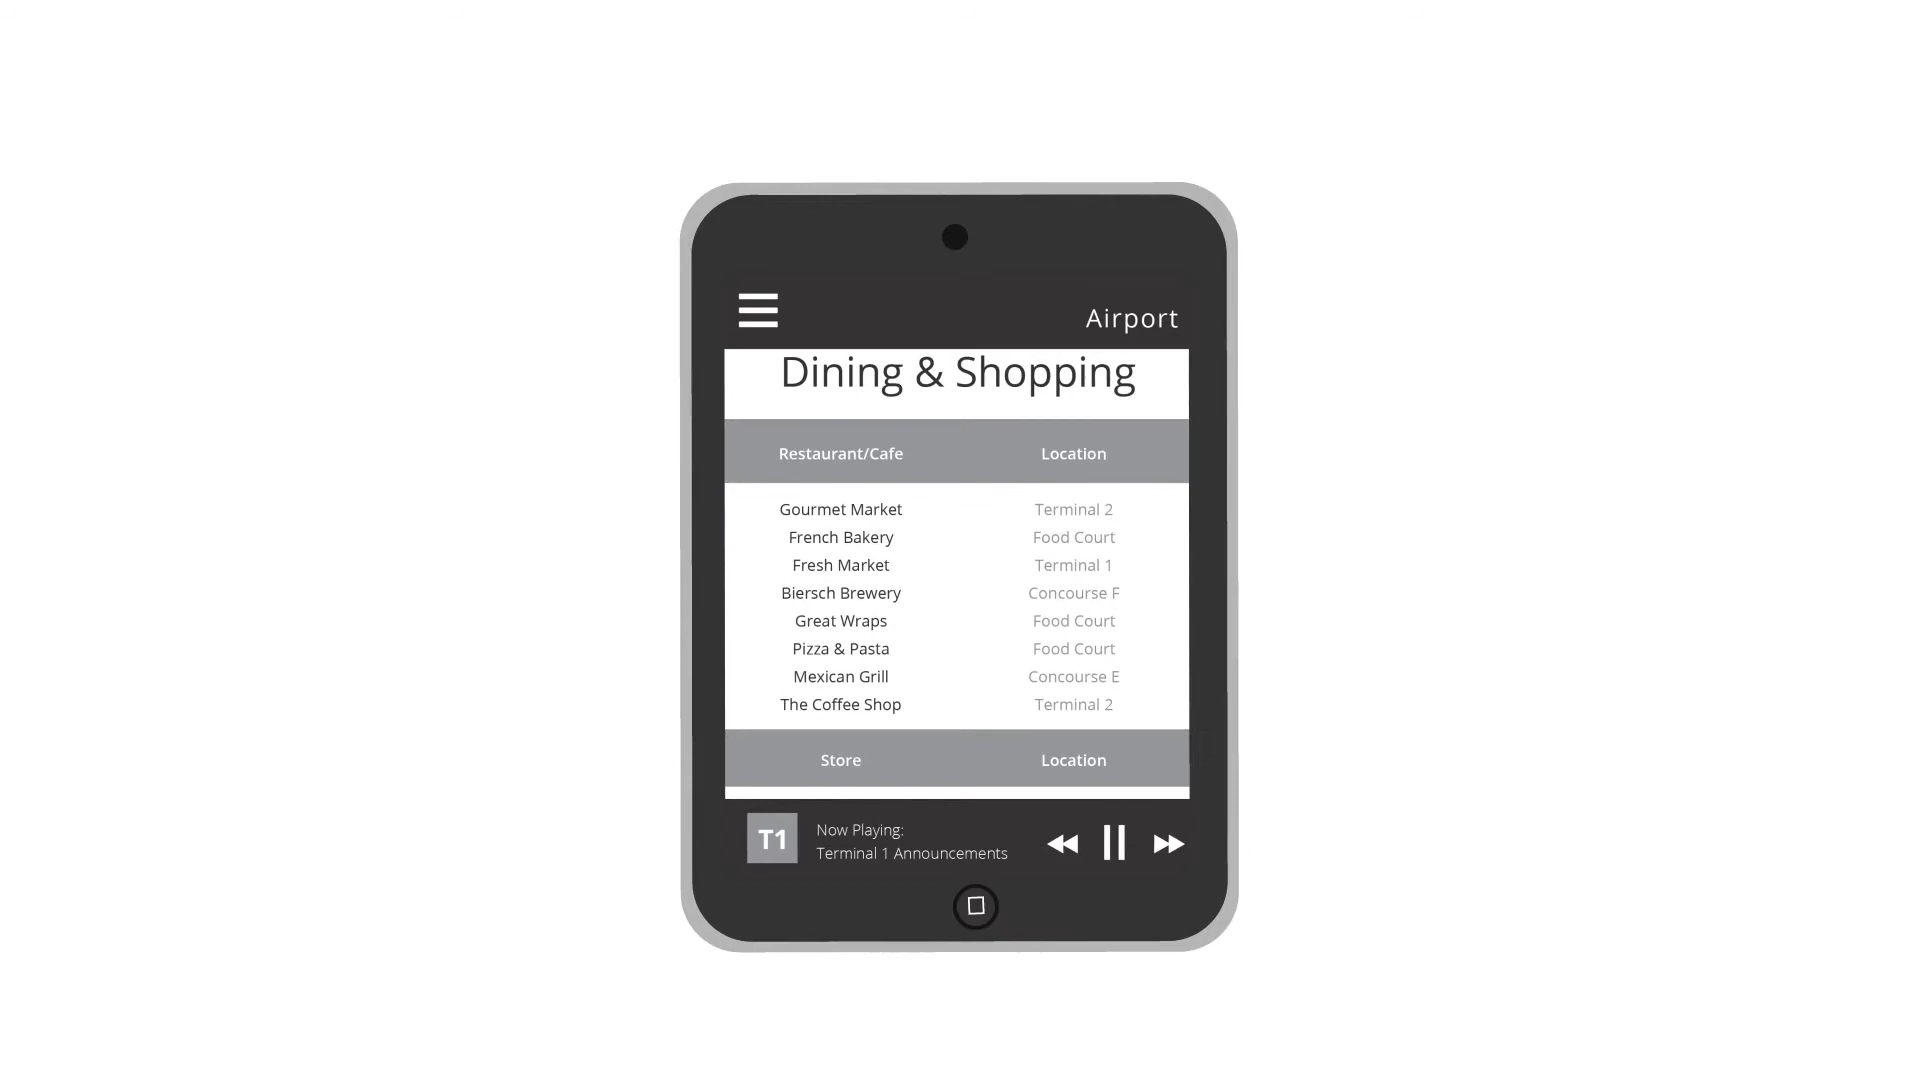 Airport
Dining & Shopping
Restaurant/Cafe Location
Gourmet Market Terminal 2
French Bakery Food Court
Fresh Market Terminal 1
Biersch Brewery Concourse F
Great Wraps Food Court
Pizza & Pasta Food Court
Mexican Grill Concourse E
The Coffee Shop Terminal 2
Store Location
T1
Now Playing:
Terminal 1 Announcements